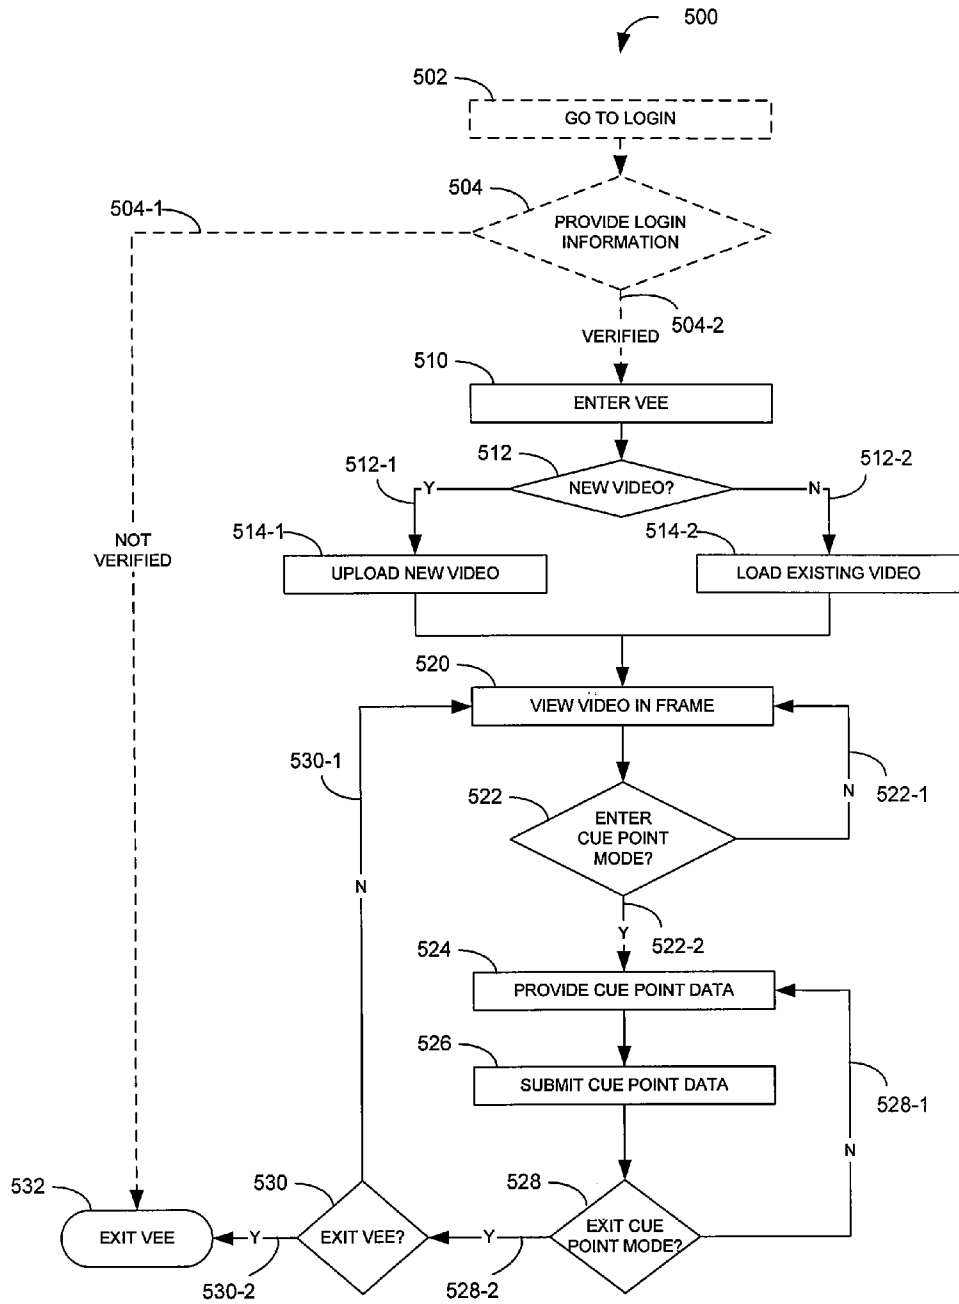 500
502
GO TO LOGIN
504
504-1
PROVIDE LOGIN
INFORMATION
504-2
VERIFIED
510
ENTER VEE
512-1
512
512-2
Y
NEW VIDEO?
N
NOT
VERIFIED
514-1
514-2
UPLOAD NEW VIDEO
LOAD EXISTING VIDEO
520
VIEW VIDEO IN FRAME
530-1
522
522-1
N
ENTER
CUE POINT
MODE?
N
Y
522-2
524
PROVIDE CUE POINT DATA
526
SUBMIT CUE POINT DATA
528-1
N
532
530
528
EXIT VEE
Y
EXIT VEE?
Y
EXIT CUE
POINT MODE?
530-2
528-2